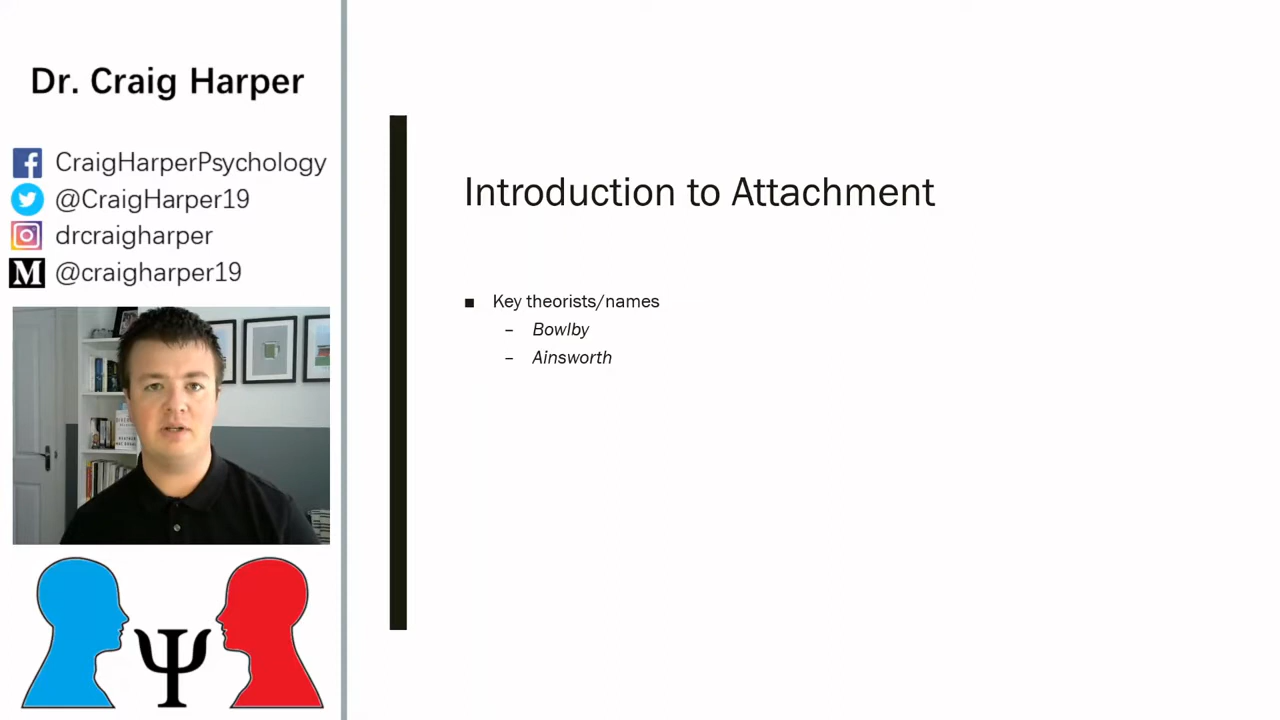 Dr. Craig Harper
CraigHarperPsychology
@CraigHarper19
drcraigharper
M @craigharper19
Ψ
Introduction to Attachment
■ Key theorists/names
– Bowlby
– Ainsworth